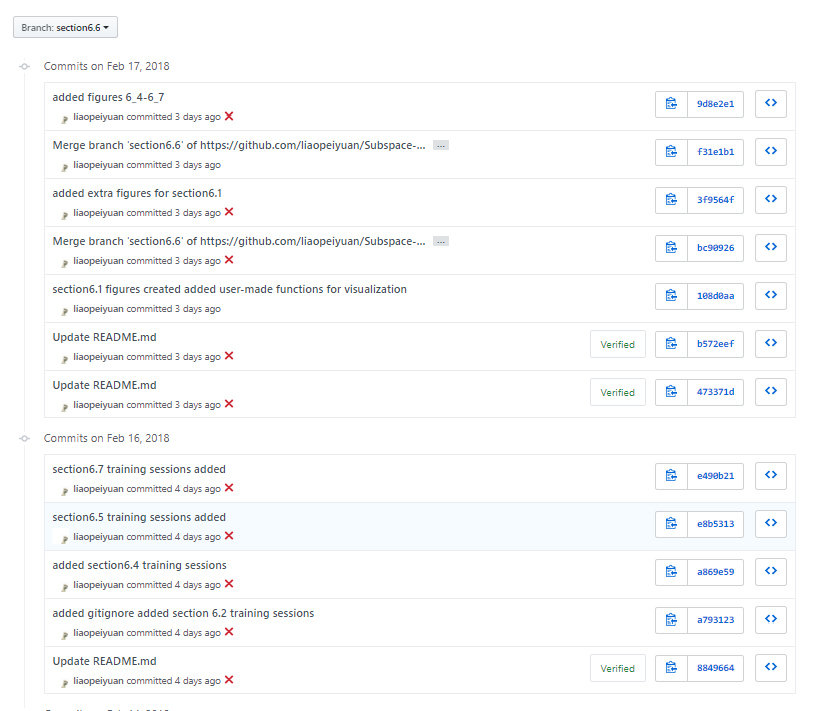 Branch: section6.6
Commits on Feb 17, 2018
added figures 6_4-6_7
9d8e2e1
liaopeiyuan committed 3 days ago
Merge branch 'section6.6' of https://github.com/liaopeiyuan/Subspace-... ...
f31e1b1
liaopeiyuan committed 3 days ago
added extra figures for section6.1
3f9564f
liaopeiyuan committed 3 days ago
Merge branch 'section6.6' of https://github.com/liaopeiyuan/Subspace-... ...
bc90926
liaopeiyuan committed 3 days ago
section6.1 figures created added user-made functions for visualization
108d0aa
liaopeiyuan committed 3 days ago
Update README.md
Verified b572eef
liaopeiyuan committed 3 days ago
Update README.md
Verified 473371d
liaopeiyuan committed 3 days ago
Commits on Feb 16, 2018
section6.7 training sessions added
e490b21
liaopeiyuan committed 4 days ago
section6.5 training sessions added
e8b5313
liaopeiyuan committed 4 days ago
added section6.4 training sessions
a869e59
liaopeiyuan committed 4 days ago
added gitignore added section 6.2 training sessions
a793123
liaopeiyuan committed 4 days ago
Update README.md
Verified 8849664
liaopeiyuan committed 4 days ago